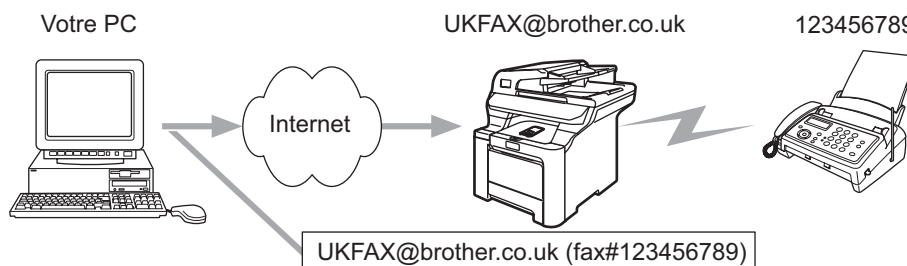 Votre PC
UKFAX@brother.co.uk
123456789
Internet
UKFAX@brother.co.uk (fax#123456789)